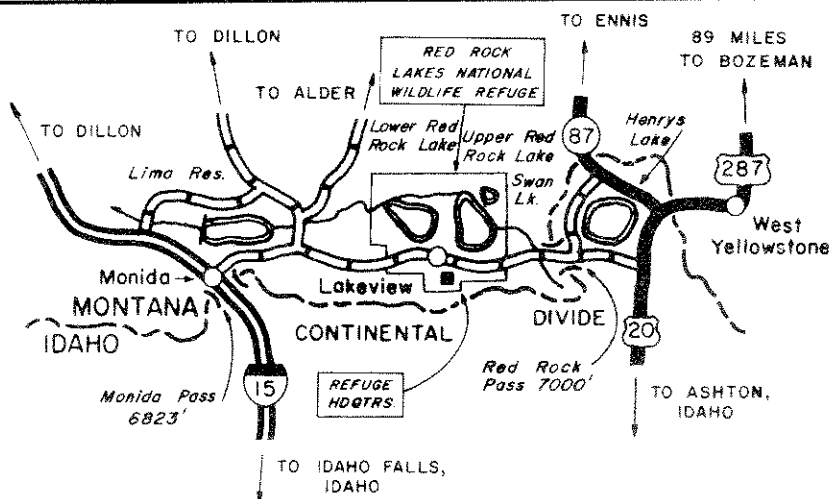 TO ENNIS
89 MILES
TO BOZEMAN
TO DILLON
RED ROCK
LAKES NATIONAL
WILDLIFE REFUGE
TO ALDER
87
Henrys
Lake
287
TO DILLON
Lower Red
Rock Lake
Upper Red
Rock Lake
Lima Res.
Swan
Lk.
West
Yellowstone
Monida
Lakeview
MONTANA
CONTINENTAL
DIVIDE
IDAHO
20
Monida Pass
6823'
15
REFUGE
HDQTRS.
Red Rock
Pass 7000'
TO ASHTON,
IDAHO
TO IDAHO FALLS,
IDAHO